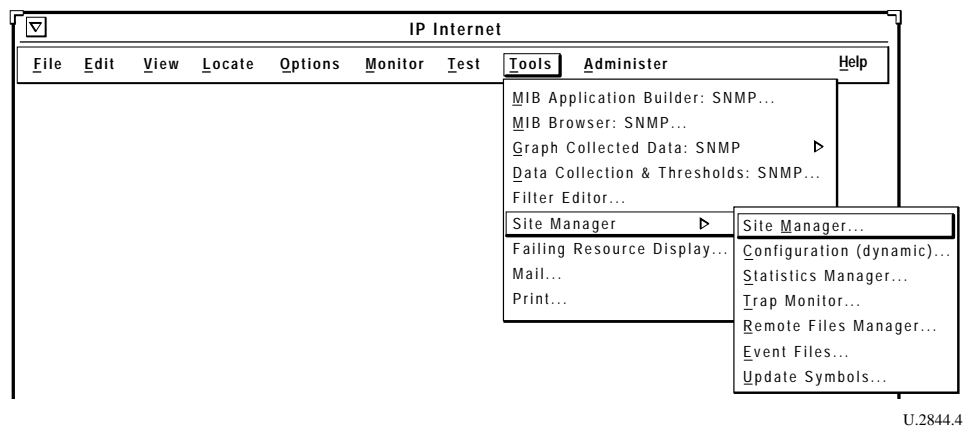 IP Internet
File Edit View Locate Options Monitor Test Tools Administer Help
MIB Application Builder: SNMP...
MIB Browser: SNMP...
Graph Collected Data: SNMP
Data Collection & Thresholds: SNMP...
Filter Editor...
Site Manager
Failing Resource Display...
Mail...
Print...
Site Manager...
Configuration (dynamic)...
Statistics Manager...
Trap Monitor...
Remote Files Manager...
Event Files...
Update Symbols...
U.2844.4